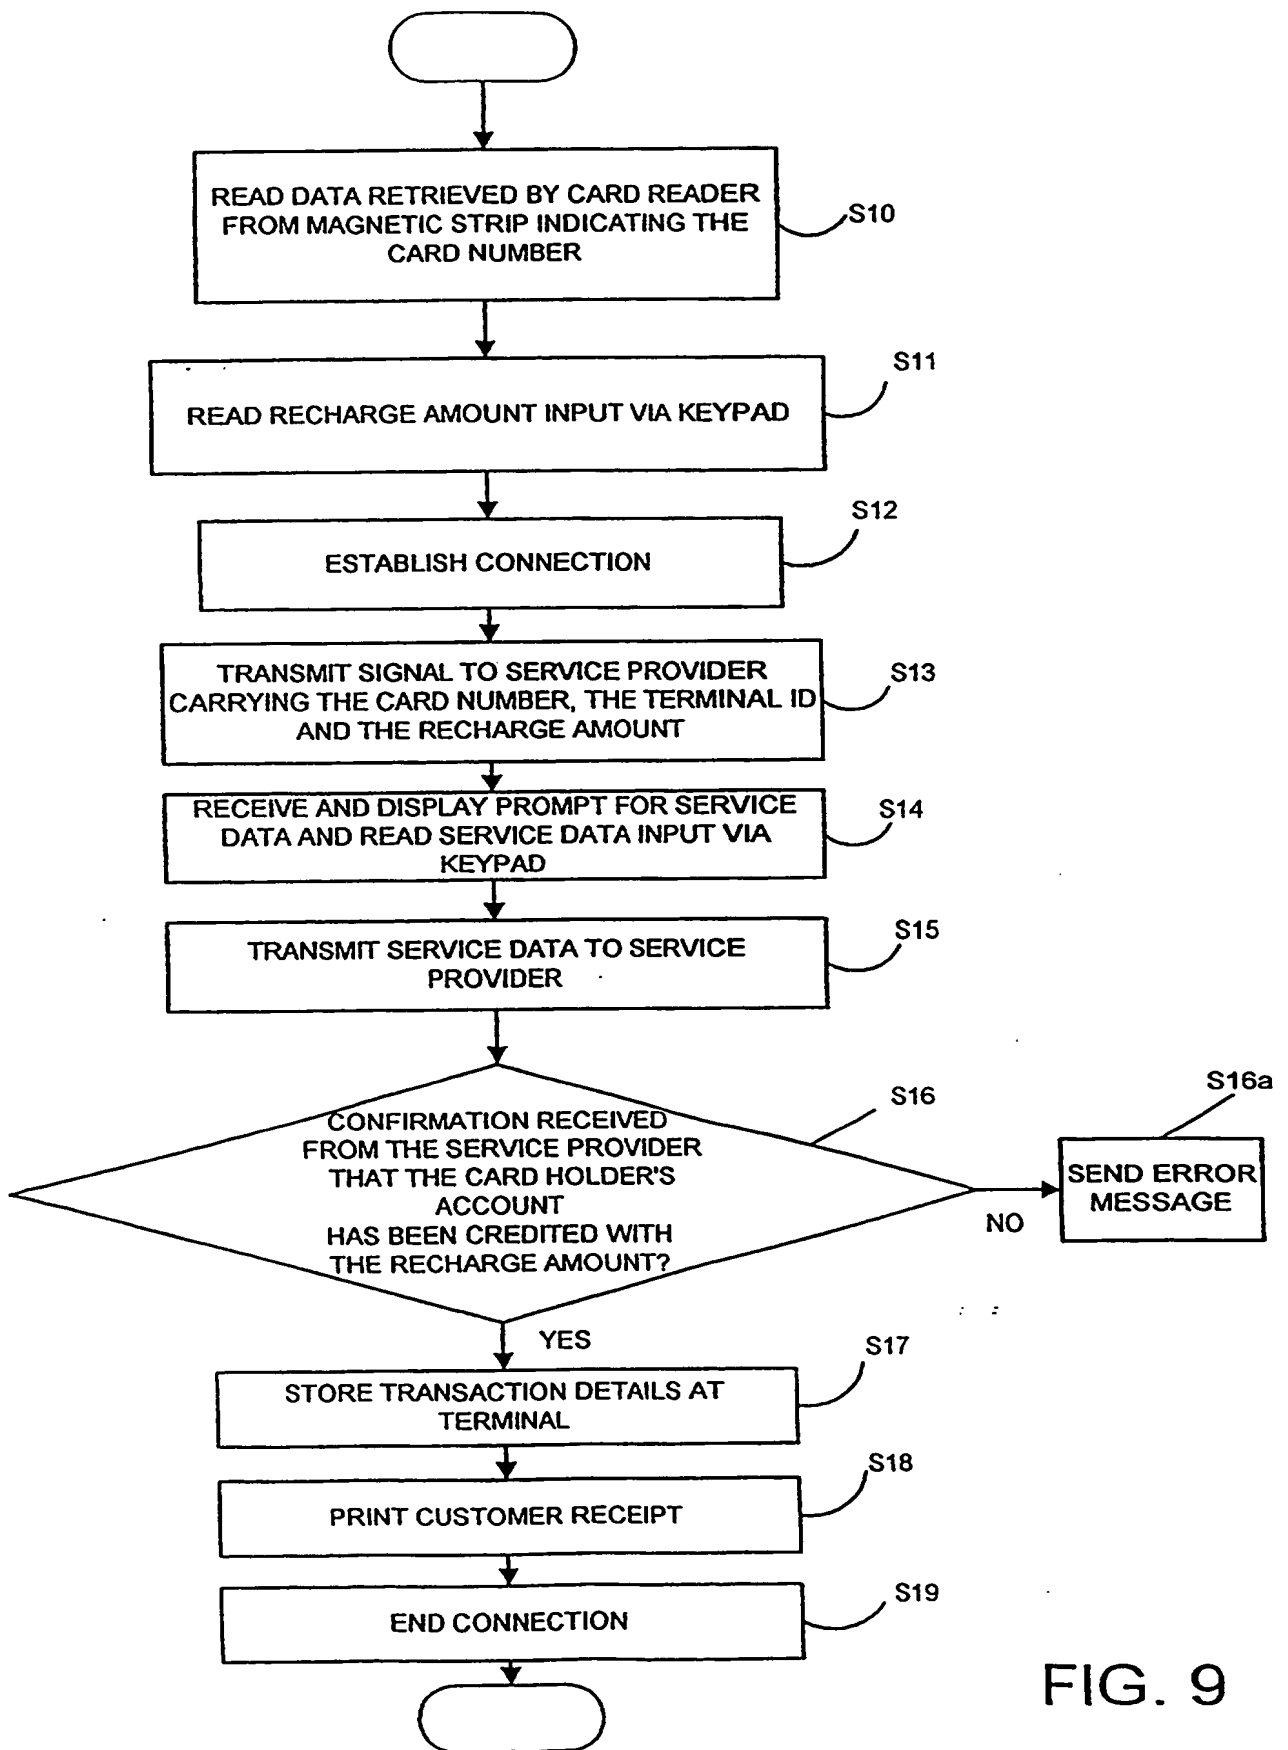 READ DATA RETRIEVED BY CARD READER
FROM MAGNETIC STRIP INDICATING THE
CARD NUMBER
S10
S11
READ RECHARGE AMOUNT INPUT VIA KEYPAD
S12
ESTABLISH CONNECTION
TRANSMIT SIGNAL TO SERVICE PROVIDER
CARRYING THE CARD NUMBER, THE TERMINAL ID
AND THE RECHARGE AMOUNT
S13
RECEIVE AND DISPLAY PROMPT FOR SERVICE
DATA AND READ SERVICE DATA INPUT VIA
KEYPAD
S14
TRANSMIT SERVICE DATA TO SERVICE
PROVIDER
S15
CONFIRMATION RECEIVED
FROM THE SERVICE PROVIDER
THAT THE CARD HOLDER'S
ACCOUNT
HAS BEEN CREDITED WITH
THE RECHARGE AMOUNT?
S16
S16a
SEND ERROR
MESSAGE
NO
YES
S17
STORE TRANSACTION DETAILS AT
TERMINAL
S18
PRINT CUSTOMER RECEIPT
S19
END CONNECTION
FIG. 9